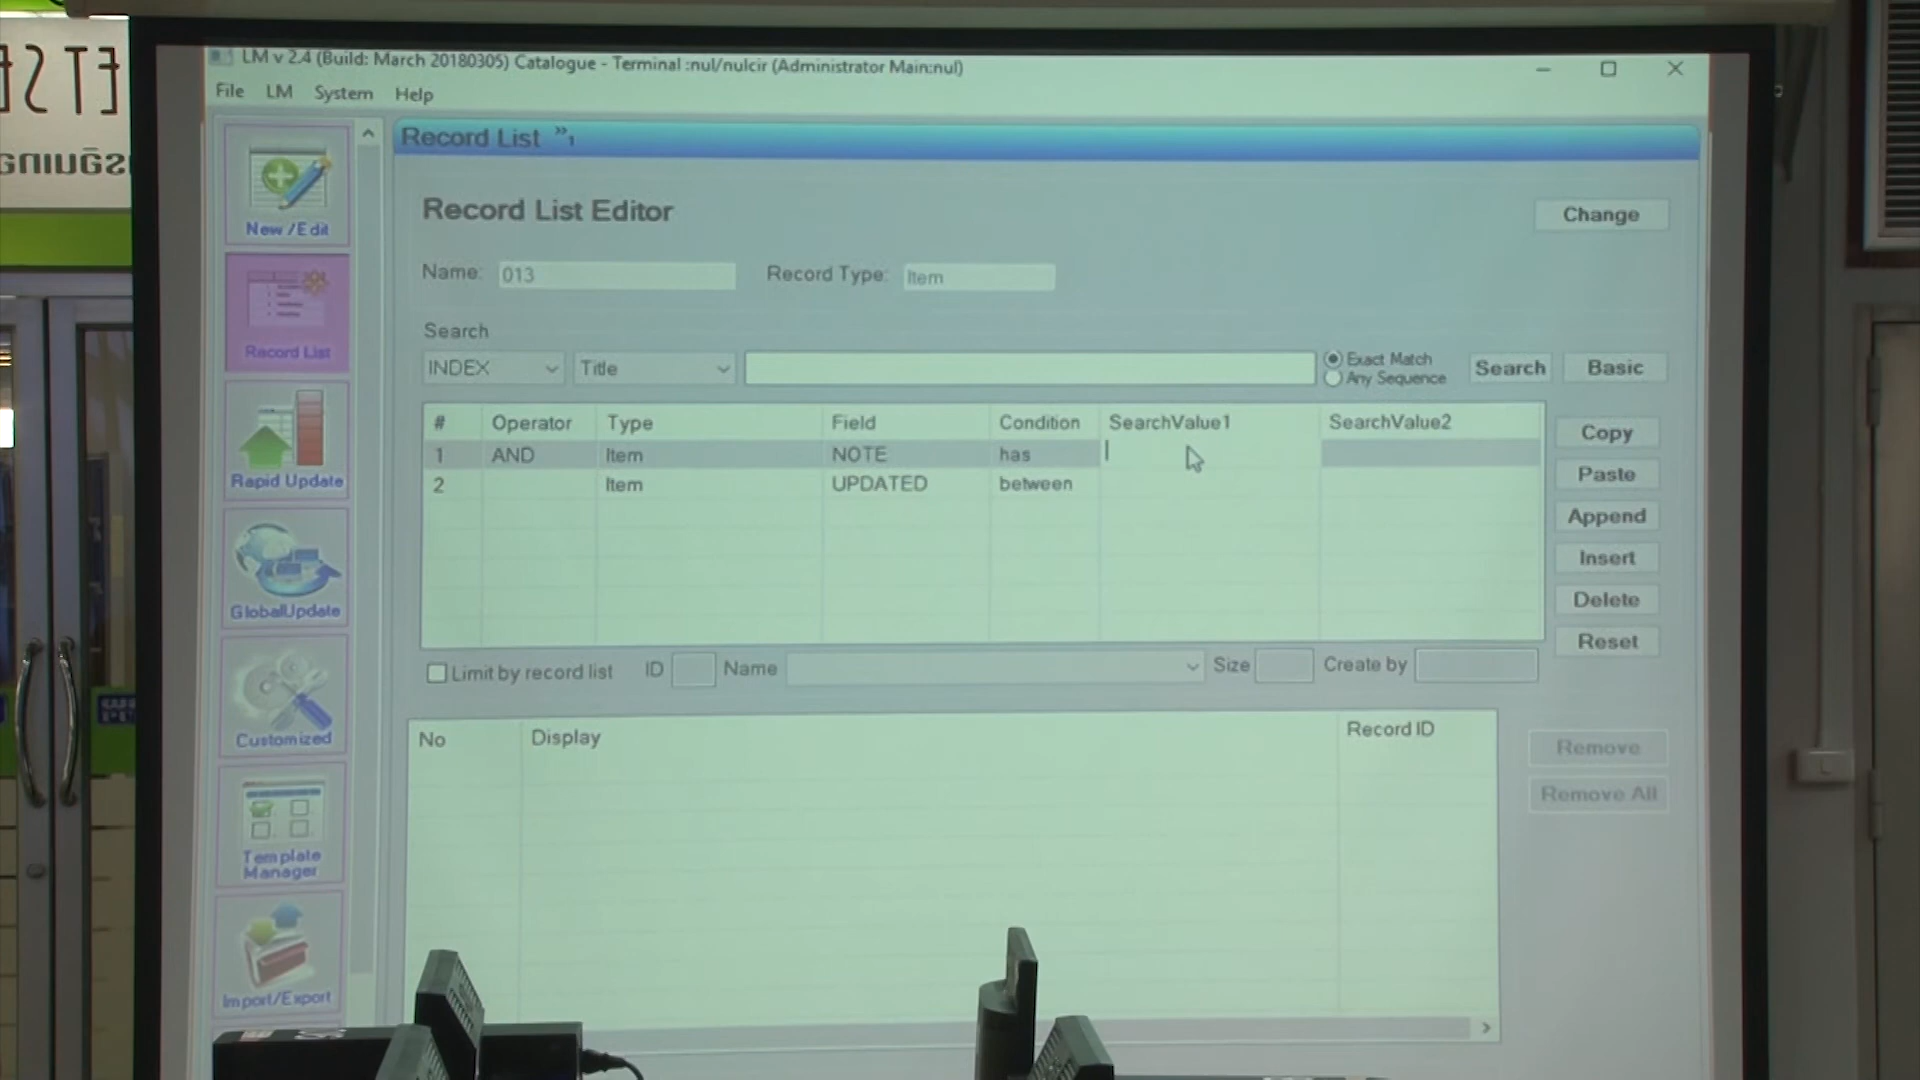 LM v 2.4 (Build: March 20180305) Catalogue - Terminal :nul/nulcir (Administrator Main:nul)
File LM System Help
Record List »1
New /Edit
Record List
Rapid Update
GlobalUpdate
Customized
Template
Manager
Import/Export
Record List Editor
Change
Name: 013 Record Type: Item
Search
INDEX Title Exact Match
Any Sequence
Search Basic
# Operator Type Field Condition SearchValue1 SearchValue2
1 AND Item NOTE has
2 Item UPDATED between
Copy
Paste
Append
Insert
Delete
Reset
Limit by record list ID Name Size Create by
No Display Record ID
Remove
Remove All